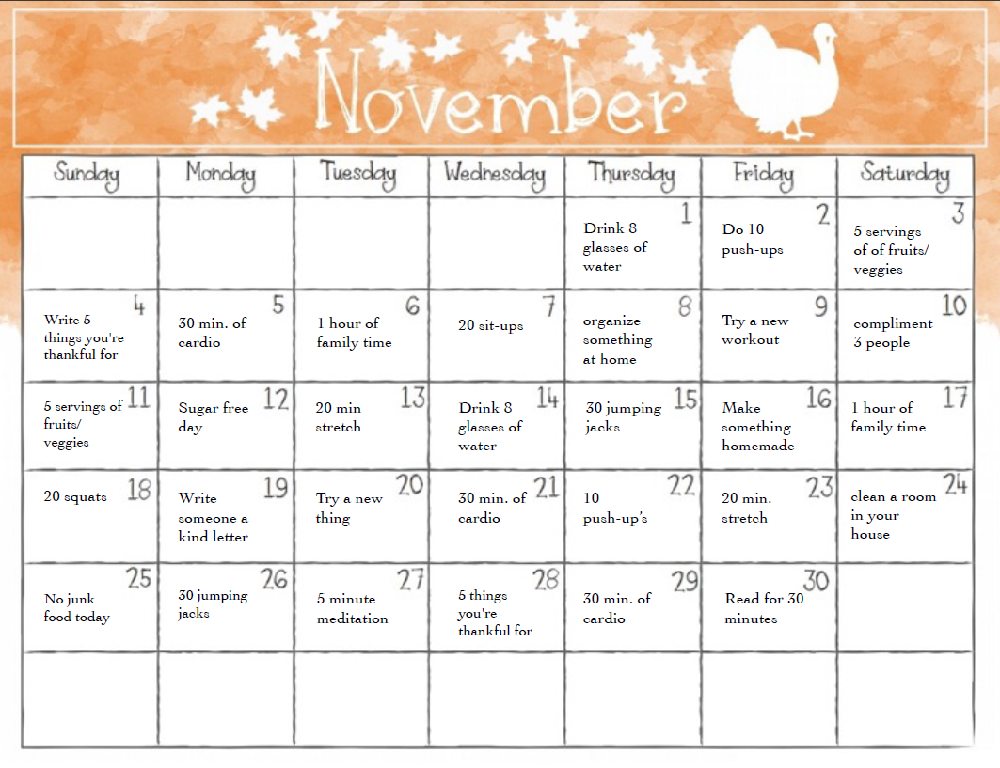 November
Sunday
Monday
Tuesday
Wednesday
Thursday
Friday
Saturday
1
Drink 8
glasses of
water
2
Do 10
push-ups
3
5 servings
of of fruits/
veggies
4
Write 5
things you're
thankful for
5
30 min. of
cardio
6
1 hour of
family time
7
20 sit-ups
8
organize
something
at home
9
Try a new
workout
10
compliment
3 people
11
5 servings of
fruits/
veggies
12
Sugar free
day
13
20 min
stretch
14
Drink 8
glasses of
water
15
30 jumping
jacks
16
Make
something
homemade
17
1 hour of
family time
18
20 squats
19
Write
someone a
kind letter
20
Try a new
thing
21
30 min. of
cardio
22
10
push-up's
23
20 min.
stretch
24
clean a room
in your
house
25
No junk
food today
26
30 jumping
jacks
27
5 minute
meditation
28
5 things
you're
thankful for
29
30 min. of
cardio
30
Read for 30
minutes